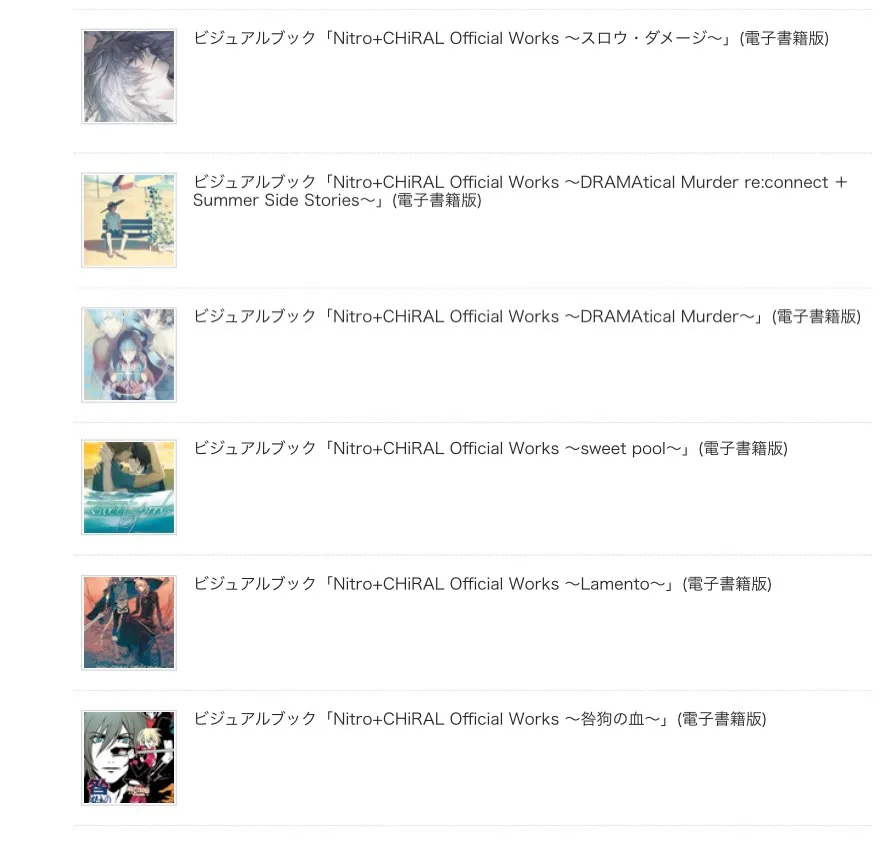 ビジュアルブック「Nitro+CHiRAL Official Works ～スロウ・ダメージ～」(電子書籍版)
ビジュアルブック「Nitro+CHiRAL Official Works ～DRAMAtical Murder re:connect ＋
Summer Side Stories～」(電子書籍版)
ビジュアルブック「Nitro+CHiRAL Official Works ～DRAMAtical Murder～」(電子書籍版)
ビジュアルブック「Nitro+CHiRAL Official Works ～sweet pool～」(電子書籍版)
sweet pool
ビジュアルブック「Nitro+CHiRAL Official Works ～Lamento～」(電子書籍版)
ビジュアルブック「Nitro+CHiRAL Official Works ～咎狗の血～」(電子書籍版)
咎